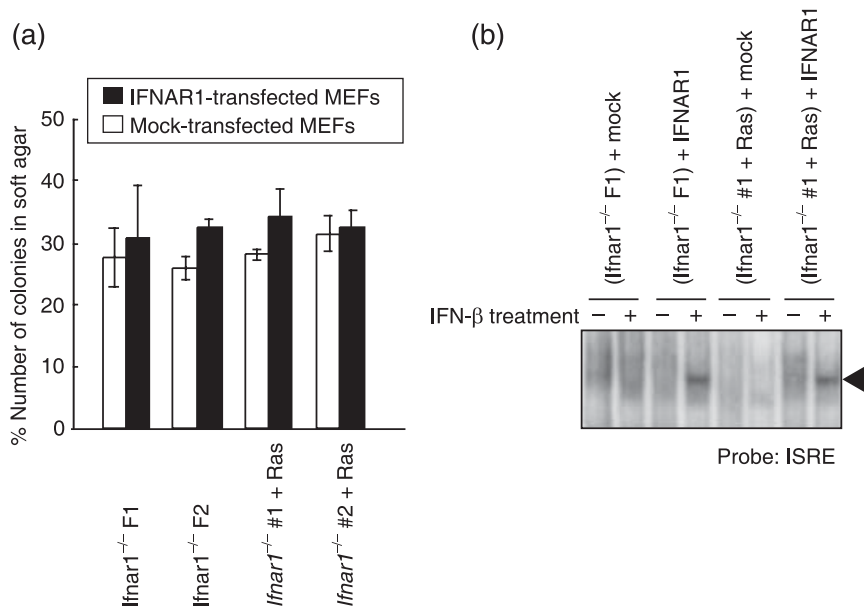 (a)
IFNAR1-transfected MEFs
Mock-transfected MEFs
% Number of colonies in soft agar
50
40
30
20
10
0
Ifnar1–/– F1
Ifnar1–/– F2
Ifnar1–/– #1 + Ras
Ifnar1–/– #2 + Ras
(b)
(Ifnar1–/– F1) + mock
(Ifnar1–/– F1) + IFNAR1
(Ifnar1–/– #1 + Ras) + mock
(Ifnar1–/– #1 + Ras) + IFNAR1
IFN-β treatment – + – + – + – +
Probe: ISRE